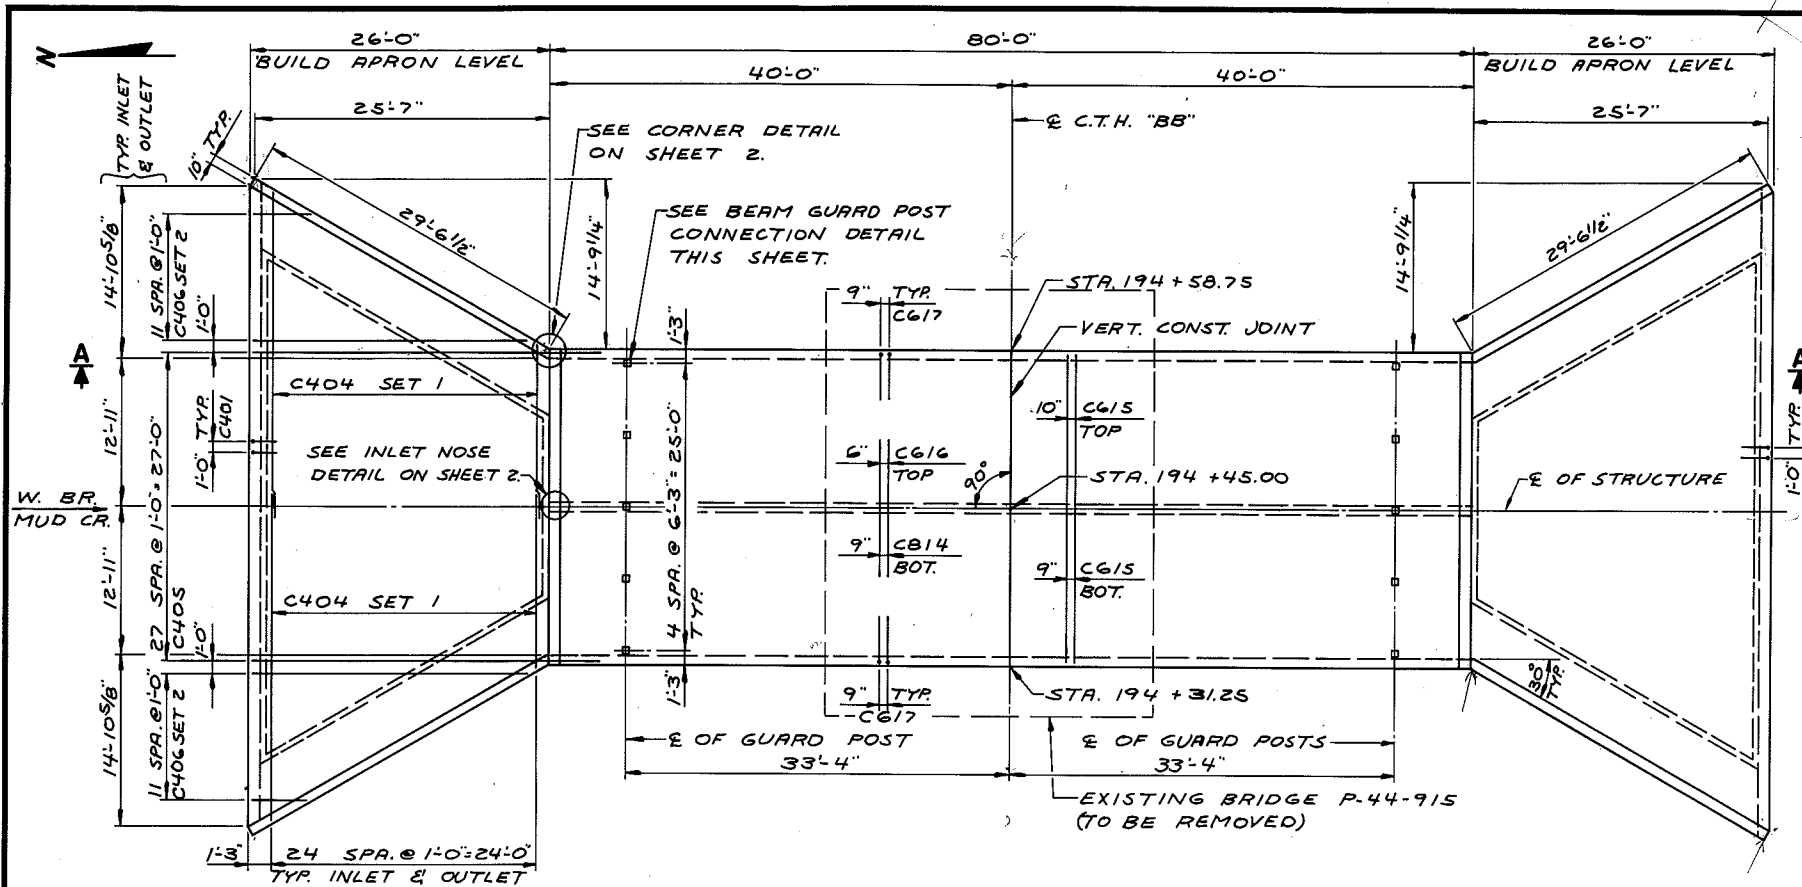 N
26'-0"
80'-0"
26'-0"
BUILD APRON LEVEL
BUILD APRON LEVEL
40'-0"
40'-0"
25'-7"
25'-7"
℄ C.T.H. "BB"
TYP. INLET
& OUTLET
10" TYP.
SEE CORNER DETAIL
ON SHEET 2.
29'-6 1/2"
14'-9 1/4"
SEE BEAM GUARD POST
CONNECTION DETAIL
THIS SHEET.
14'-9 1/4"
29'-6 1/2"
14'-10 5/8"
11 SPA. @ 1'-0"
C406 SET 2
1'-0"
9" TYP.
C617
STA. 194 + 58.75
VERT. CONST. JOINT
1'-3"
A
A
C404 SET 1
12'-11"
1'-0" TYP.
C401
10" C615
TOP
SEE INLET NOSE
DETAIL ON SHEET 2.
6" C616
TOP
90°
STA. 194 + 45.00
℄ OF STRUCTURE
1'-0" TYP.
W. BR.
MUD CR.
27 SPA. @ 1'-0" = 27'-0"
C405
4 SPA. @ 6'-3" = 25'-0"
TYP.
9" C814
BOT.
9" C615
BOT.
12'-11"
C404 SET 1
1'-0"
1'-3"
9" TYP.
C617
STA. 194 + 31.25
30°
TYP.
14'-10 5/8"
11 SPA. @ 1'-0"
C406 SET 2
℄ OF GUARD POST
℄ OF GUARD POSTS
33'-4"
33'-4"
EXISTING BRIDGE P-44-915
(TO BE REMOVED)
1'-3"
24 SPA. @ 1'-0" = 24'-0"
TYP. INLET & OUTLET